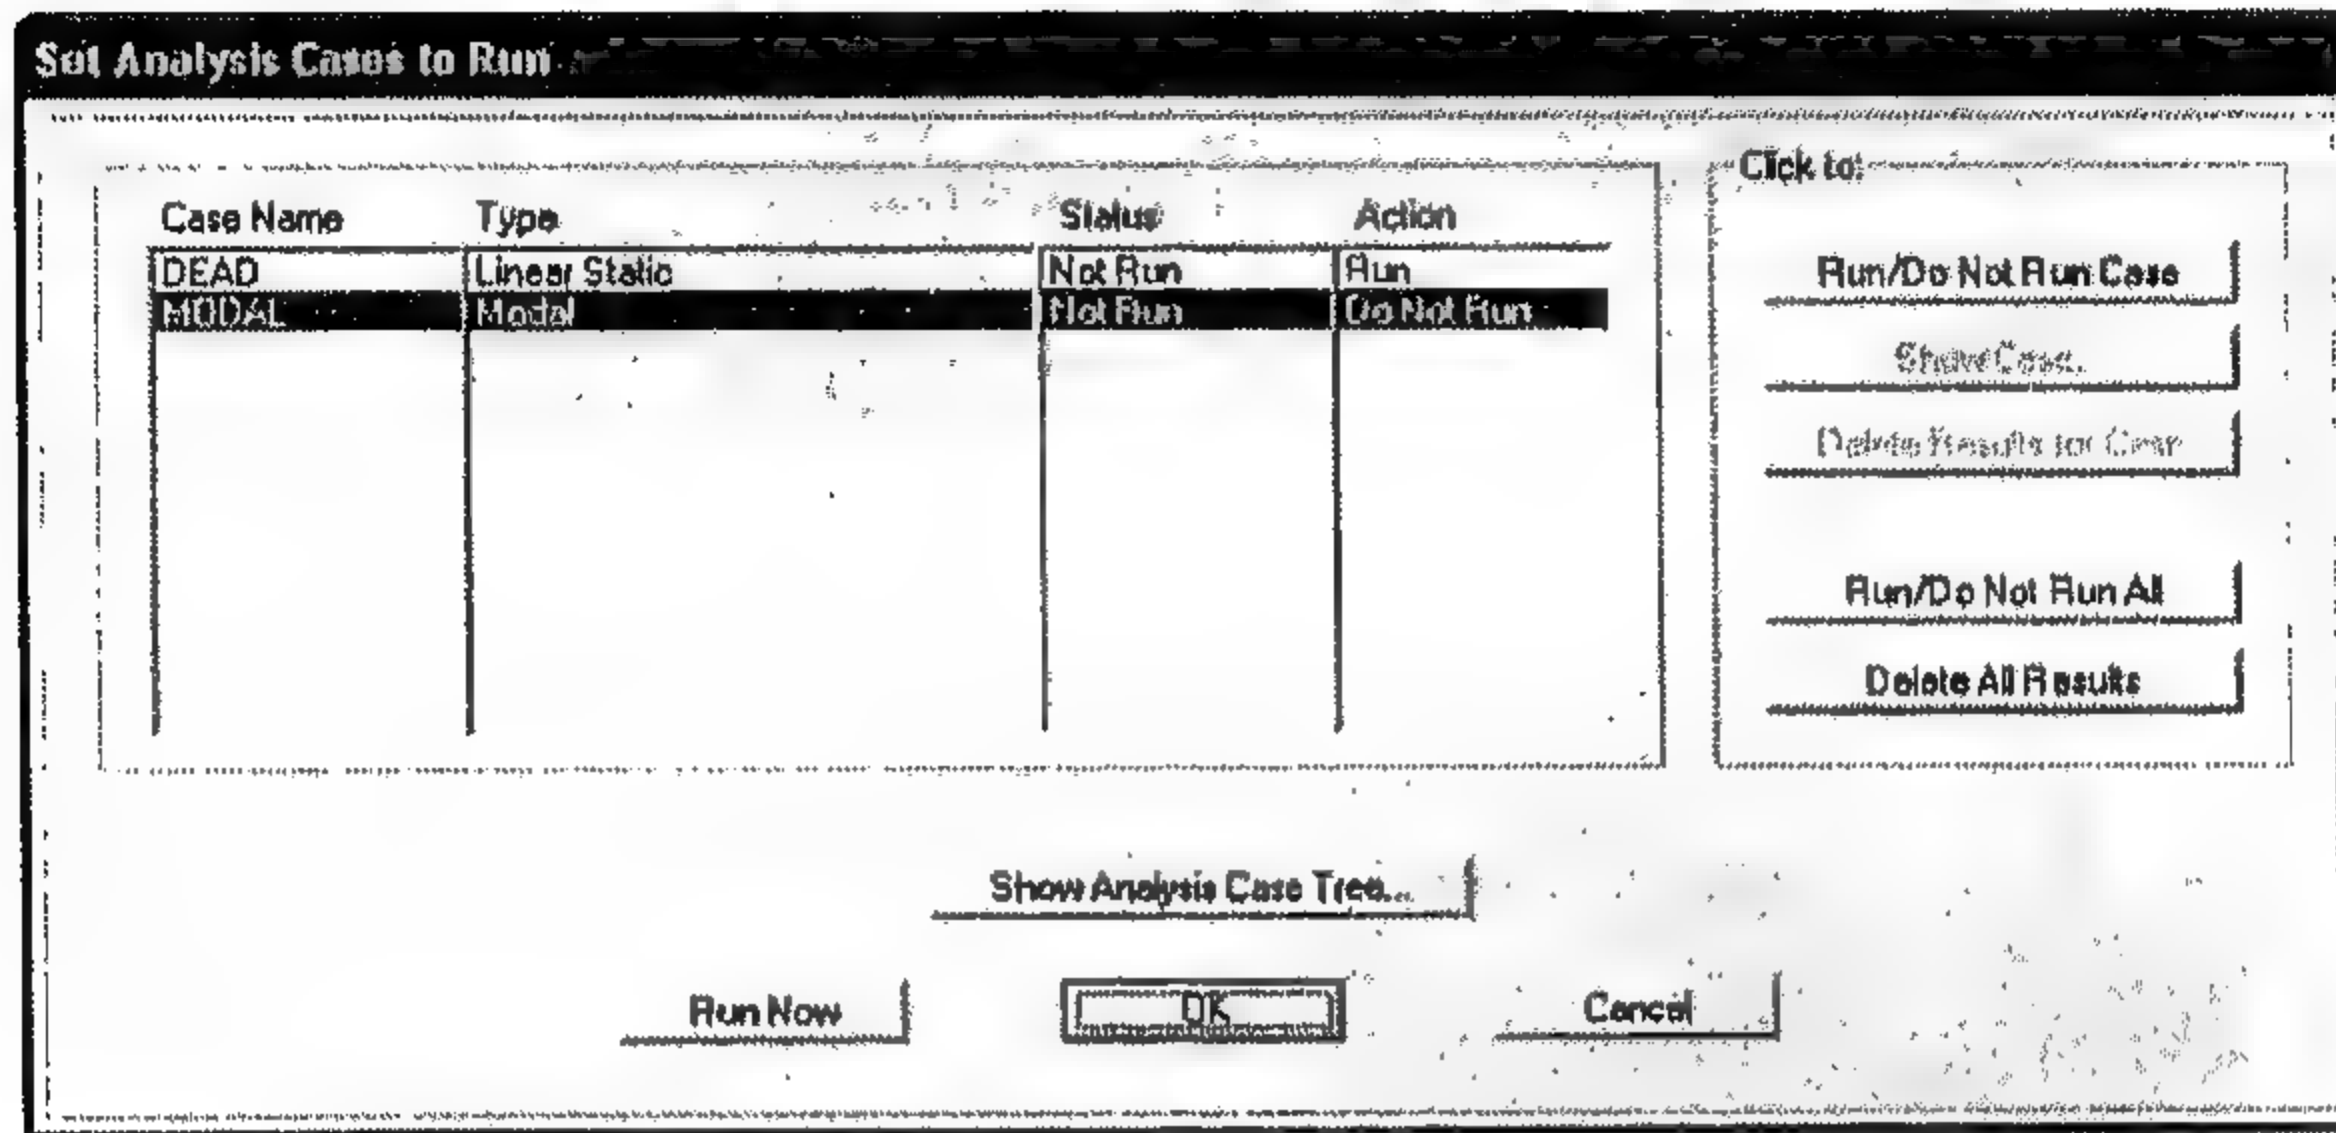 Set Analysis Cases to Run
Click to:
Case Name Type Status Action
DEAD Linear Static Not Run Run
MODAL Modal Not Run Do Not Run
Run/Do Not Run Case
Show Case.
Delete Results for Case
Run/Do Not Run All
Delete All Results
Show Analysis Case Tree...
Run Now OK Cancel